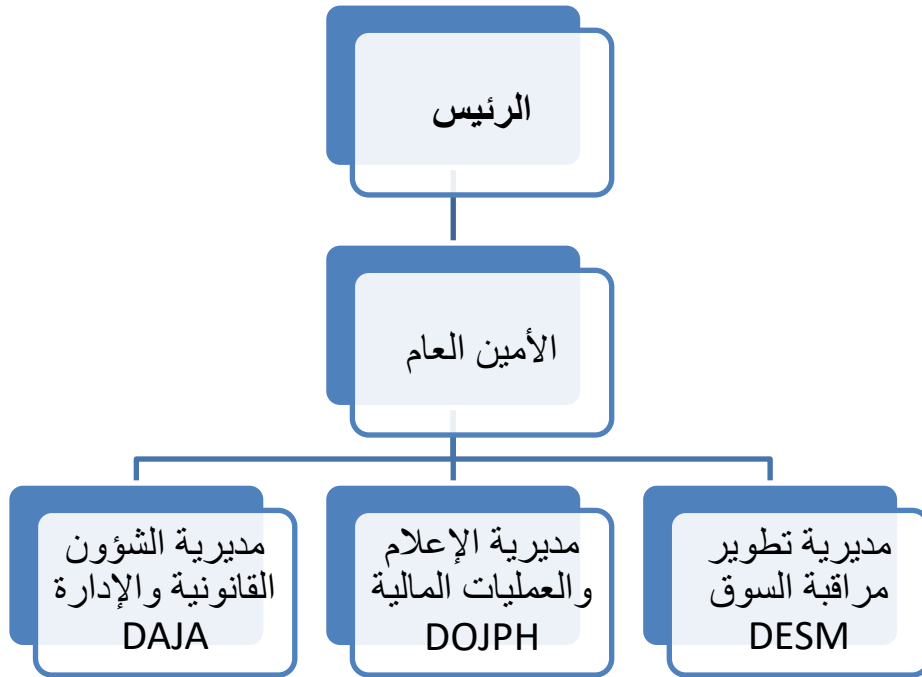 الرئيس
الأمين العام
مديرية تطوير
مراقبة السوق
DESM
مديرية الإعلام
والعمليات المالية
DOJPH
مديرية الشؤون
القانونية والإدارة
DAJA